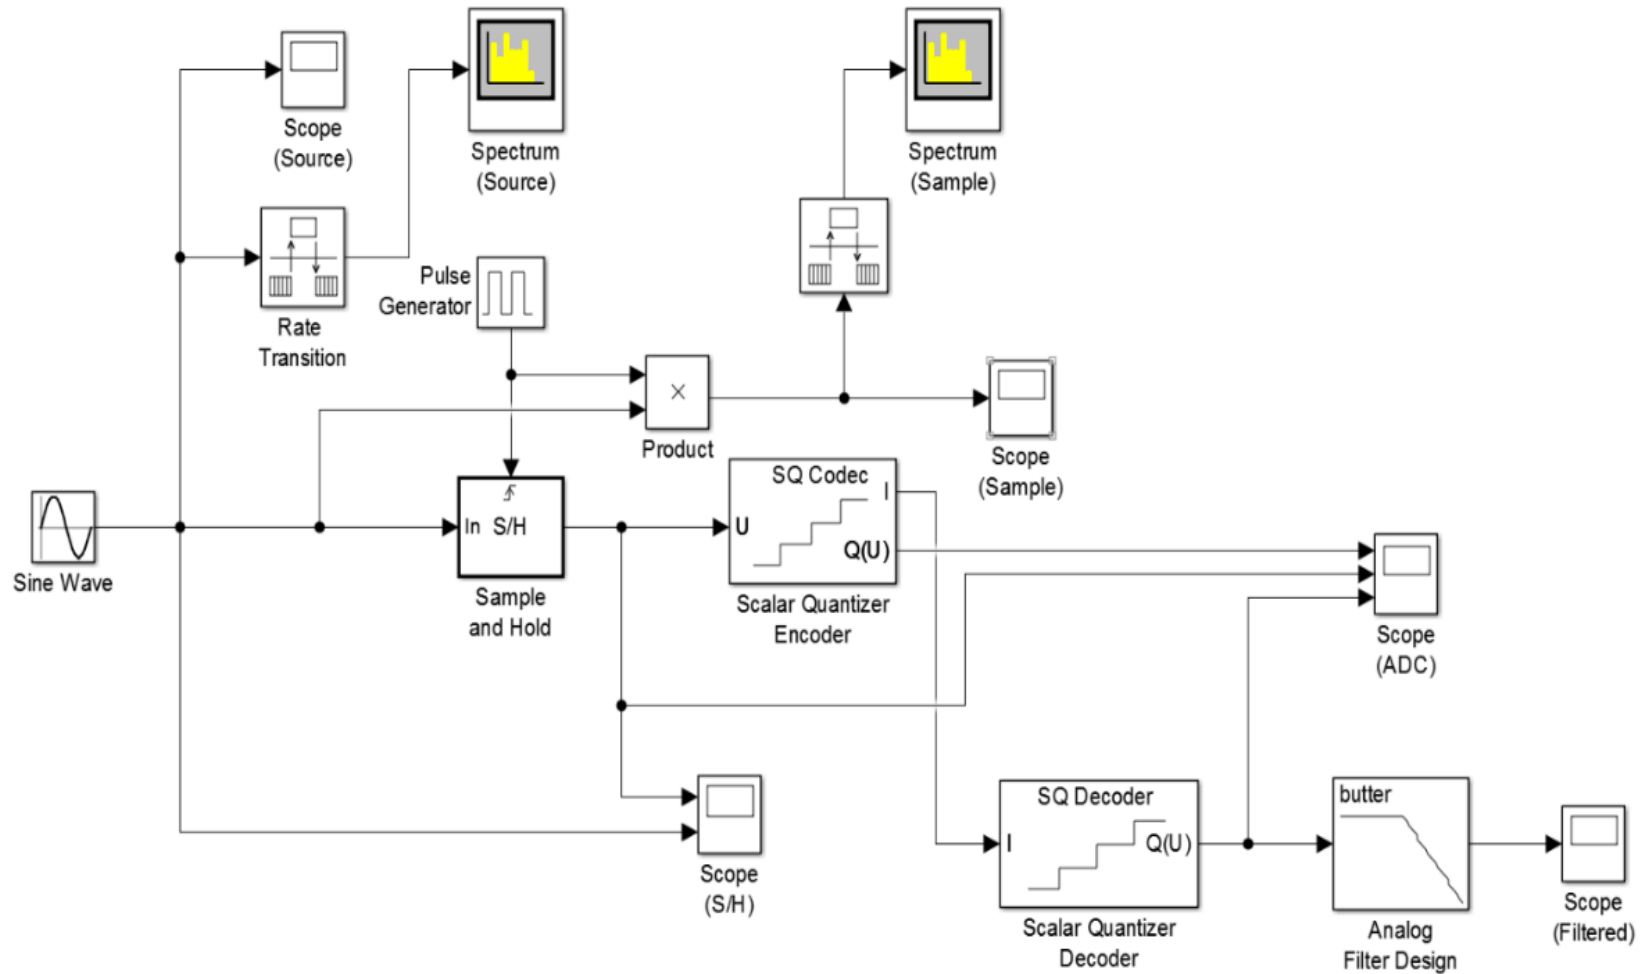 Scope
(Source)
Spectrum
(Source)
Spectrum
(Sample)
Rate
Transition
Pulse
Generator
×
Product
Scope
(Sample)
Sine Wave
In S/H
Sample
and Hold
SQ Codec
I
U
Q(U)
Scalar Quantizer
Encoder
Scope
(ADC)
Scope
(S/H)
SQ Decoder
I
Q(U)
Scalar Quantizer
Decoder
butter
Analog
Filter Design
Scope
(Filtered)